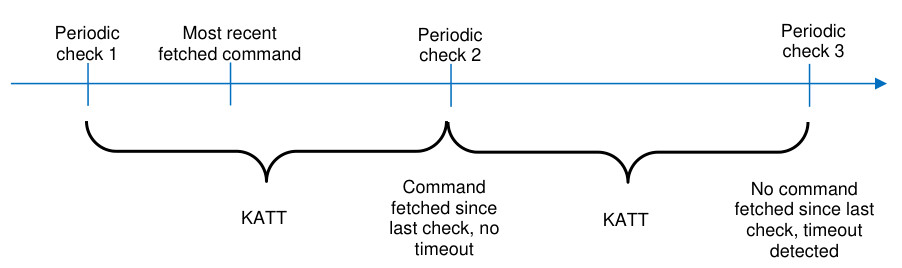 Periodic
check 1
Most recent
fetched command
Periodic
check 2
Periodic
check 3
KATT
Command
fetched since
last check, no
timeout
KATT
No command
fetched since last
check, timeout
detected